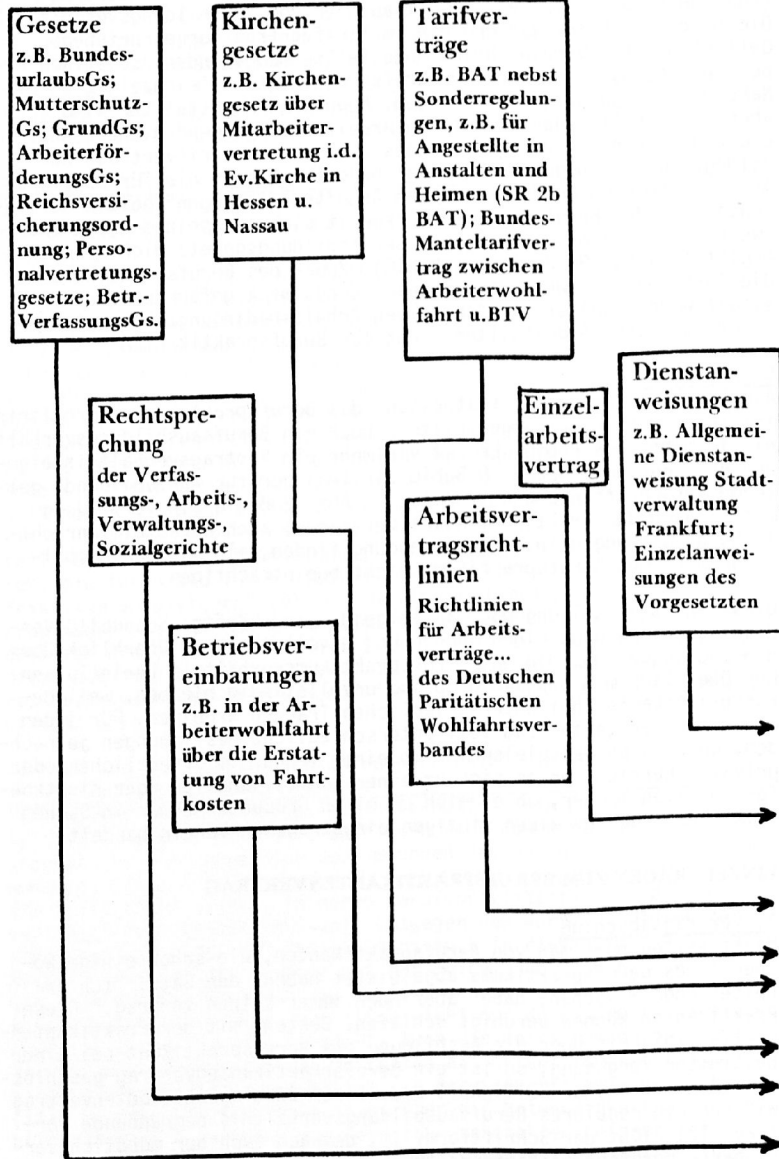 Gesetze
z.B. Bundes-
urlaubsGs;
Mutterschutz-
Gs; GrundGs;
Arbeiterför-
derungsGs;
Reichsversi-
cherungsord-
nung; Perso-
nalvertretungs-
gesetze; Betr.-
VerfassungsGs.
Kirchen-
gesetze
z.B. Kirchen-
gesetz über
Mitarbeiter-
vertretung i.d.
Ev.Kirche in
Hessen u.
Nassau
Tarifver-
träge
z.B. BAT nebst
Sonderregelun-
gen, z.B. für
Angestellte in
Anstalten und
Heimen (SR 2b
BAT); Bundes-
Manteltarifver-
trag zwischen
Arbeiterwohl-
fahrt u.BTV
Rechtspre-
chung
der Verfas-
sungs-, Arbeits-,
Verwaltungs-,
Sozialgerichte
Einzel-
arbeits-
vertrag
Dienstan-
weisungen
z.B. Allgemei-
ne Dienstan-
weisung Stadt-
verwaltung
Frankfurt;
Einzelanwei-
sungen des
Vorgesetzten
Arbeitsver-
tragsricht-
linien
Richtlinien
für Arbeits-
verträge...
des Deutschen
Paritätischen
Wohlfahrtsver-
bandes
Betriebsver-
einbarungen
z.B. in der Ar-
beiterwohlfahrt
über die Erstat-
tung von Fahrt-
kosten